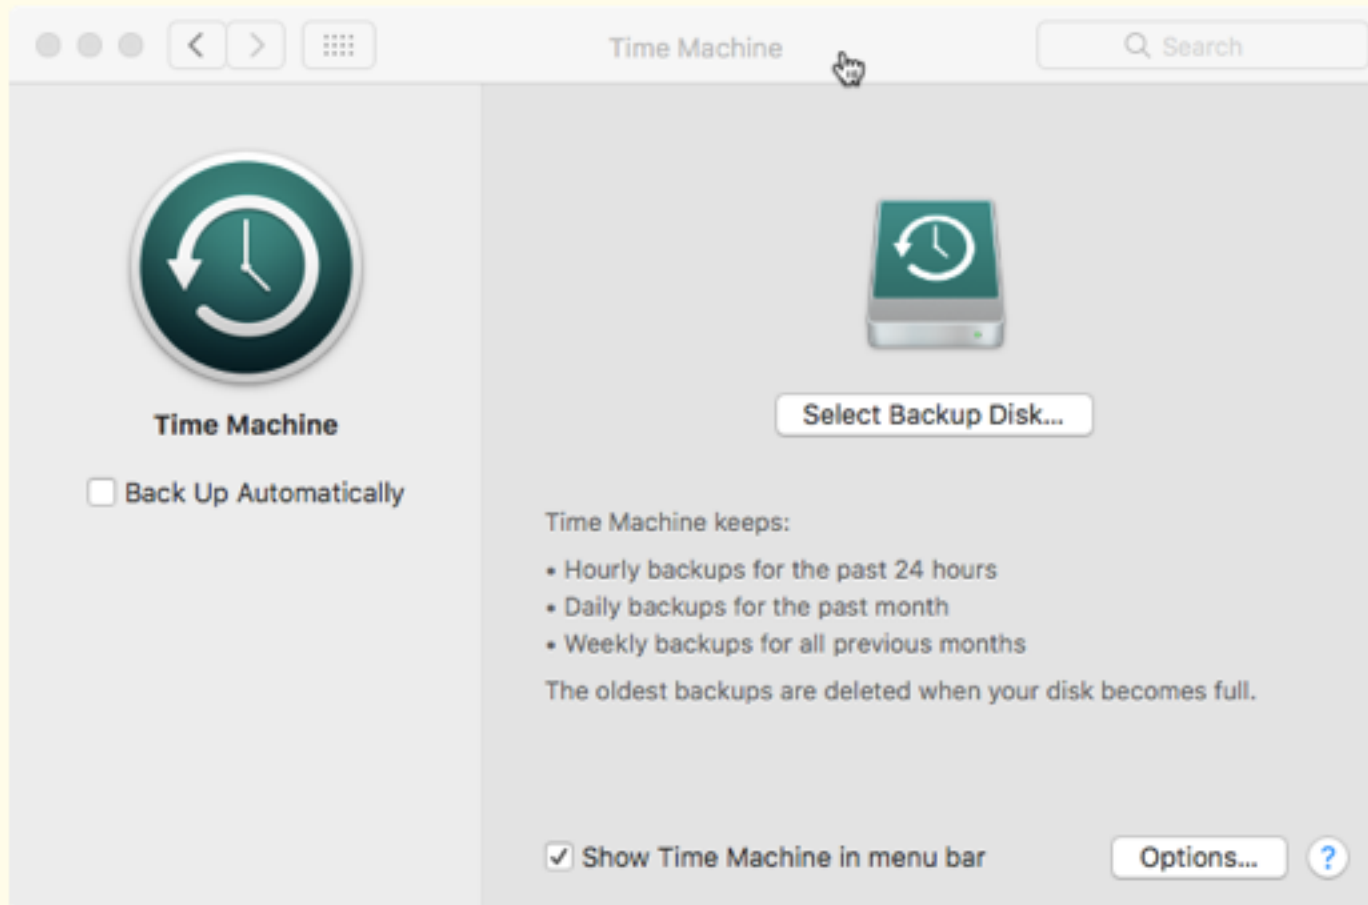 Time Machine
Search
Time Machine
Back Up Automatically
Select Backup Disk...
Time Machine keeps:
• Hourly backups for the past 24 hours
• Daily backups for the past month
• Weekly backups for all previous months
The oldest backups are deleted when your disk becomes full.
Show Time Machine in menu bar
Options...
?